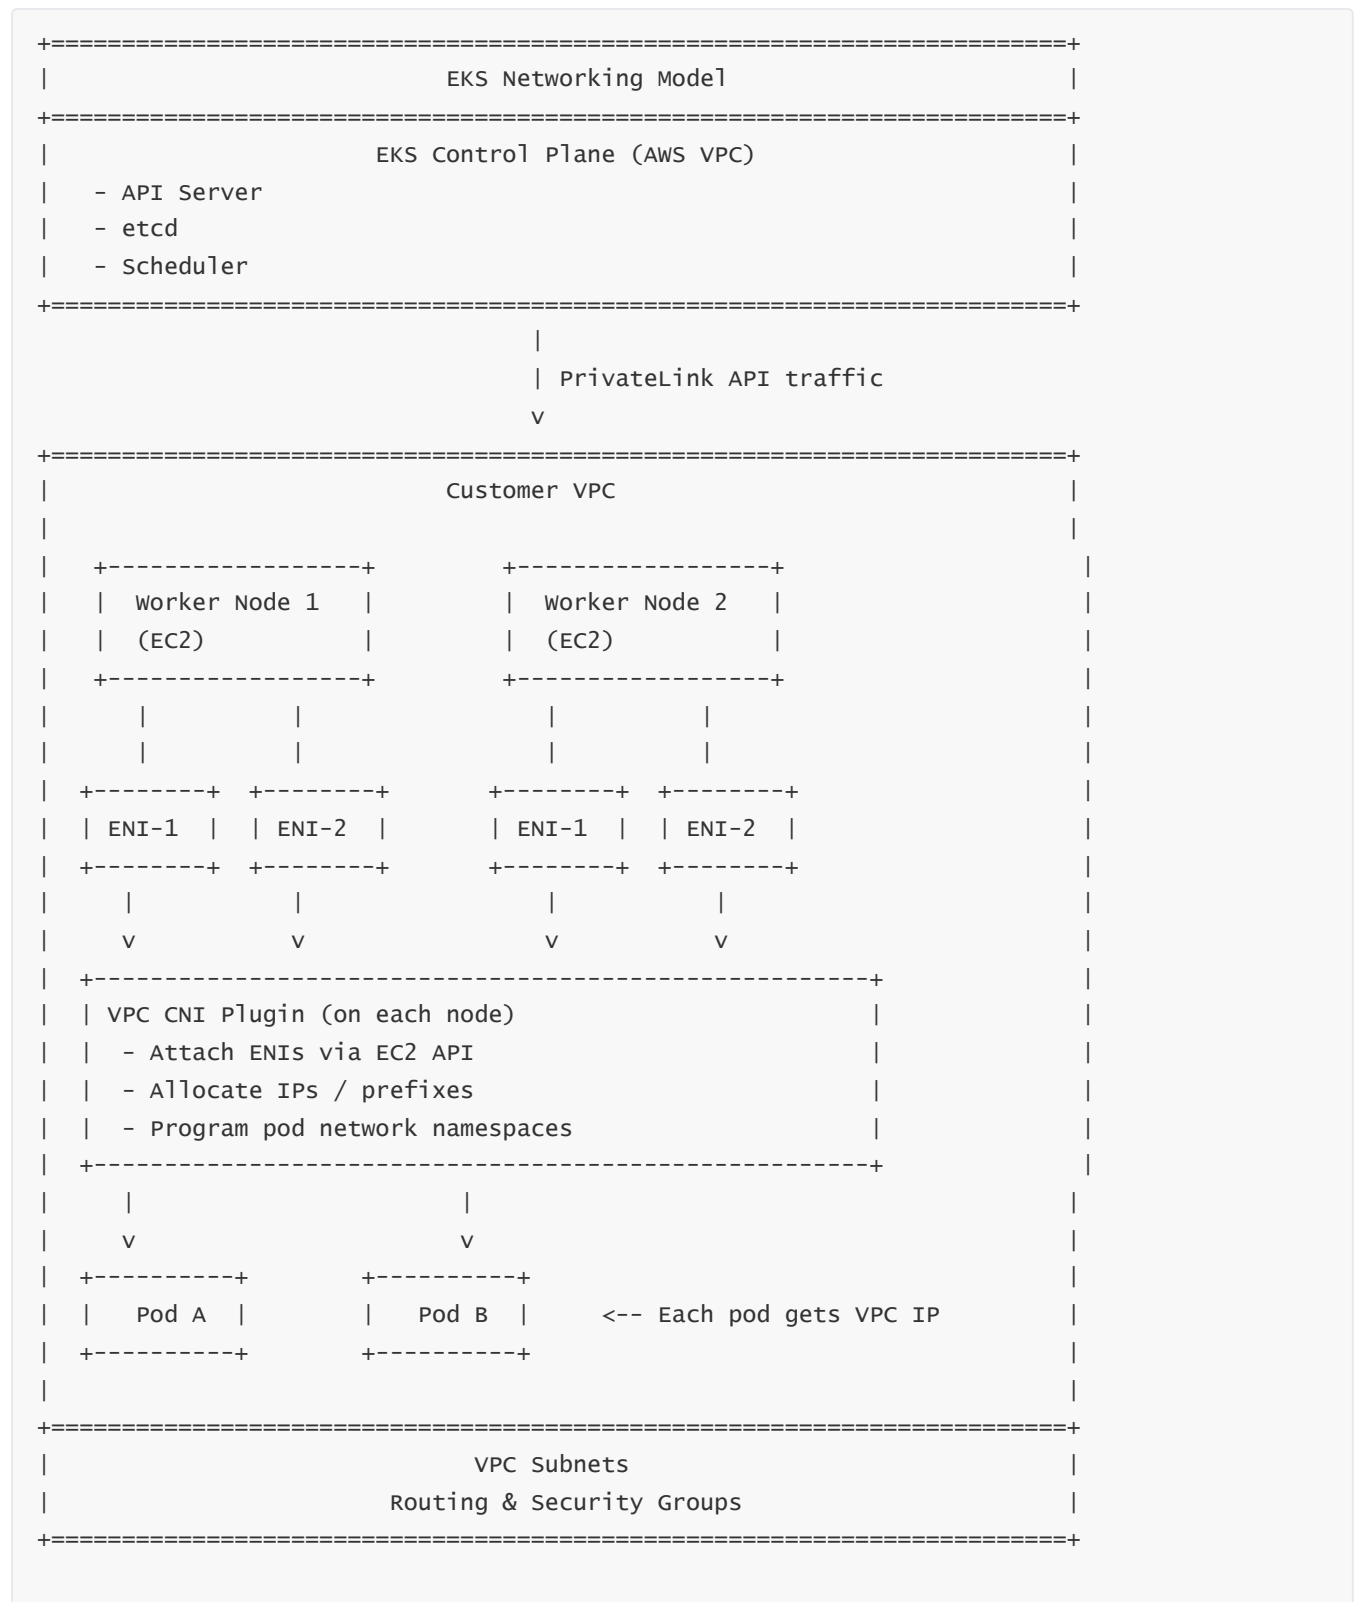 +========================================================================+
|                            EKS Networking Model                        |
+========================================================================+
|                       EKS Control Plane (AWS VPC)                      |
|   - API Server                                                         |
|   - etcd                                                               |
|   - Scheduler                                                          |
+========================================================================+
                                   |
                                   | PrivateLink API traffic
                                   v
+========================================================================+
|                            Customer VPC                                |
|                                                                        |
|   +------------------+         +------------------+                     |
|   |  Worker Node 1   |         |  Worker Node 2   |                     |
|   |  (EC2)           |         |  (EC2)           |                     |
|   +------------------+         +------------------+                     |
|      |          |                 |          |                          |
|      |          |                 |          |                          |
|  +--------+  +--------+       +--------+  +--------+                    |
|  | ENI-1  |  | ENI-2  |       | ENI-1  |  | ENI-2  |                    |
|  +--------+  +--------+       +--------+  +--------+                    |
|     |           |                 |           |                         |
|     v           v                 v           v                         |
|  +-------------------------------------------------------+              |
|  | VPC CNI Plugin (on each node)                         |              |
|  |  - Attach ENIs via EC2 API                            |              |
|  |  - Allocate IPs / prefixes                            |              |
|  |  - Program pod network namespaces                     |              |
|  +-------------------------------------------------------+              |
|     |                       |                                          |
|     v                       v                                          |
|  +----------+        +----------+                                      |
|  |   Pod A  |        |   Pod B  |     <-- Each pod gets VPC IP         |
|  +----------+        +----------+                                      |
|                                                                        |
+========================================================================+
|                              VPC Subnets                               |
|                        Routing & Security Groups                       |
+========================================================================+